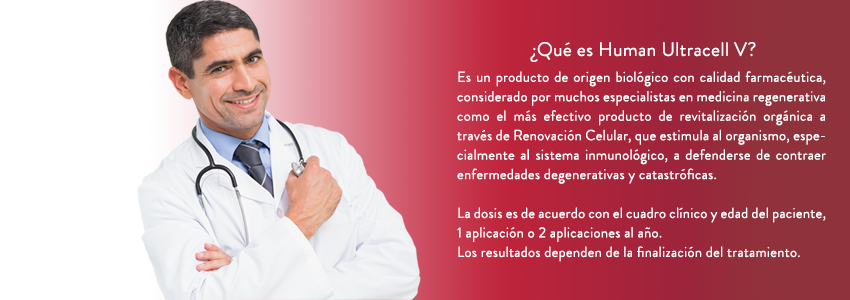 ¿Qué es Human Ultracell V?
Es un producto de origen biológico con calidad farmacéutica,
considerado por muchos especialistas en medicina regenerativa
como el más efectivo producto de revitalización orgánica a
través de Renovación Celular, que estimula al organismo, espe-
cialmente al sistema inmunológico, a defenderse de contraer
enfermedades degenerativas y catastróficas.
La dosis es de acuerdo con el cuadro clínico y edad del paciente,
1 aplicación o 2 aplicaciones al año.
Los resultados dependen de la finalización del tratamiento.